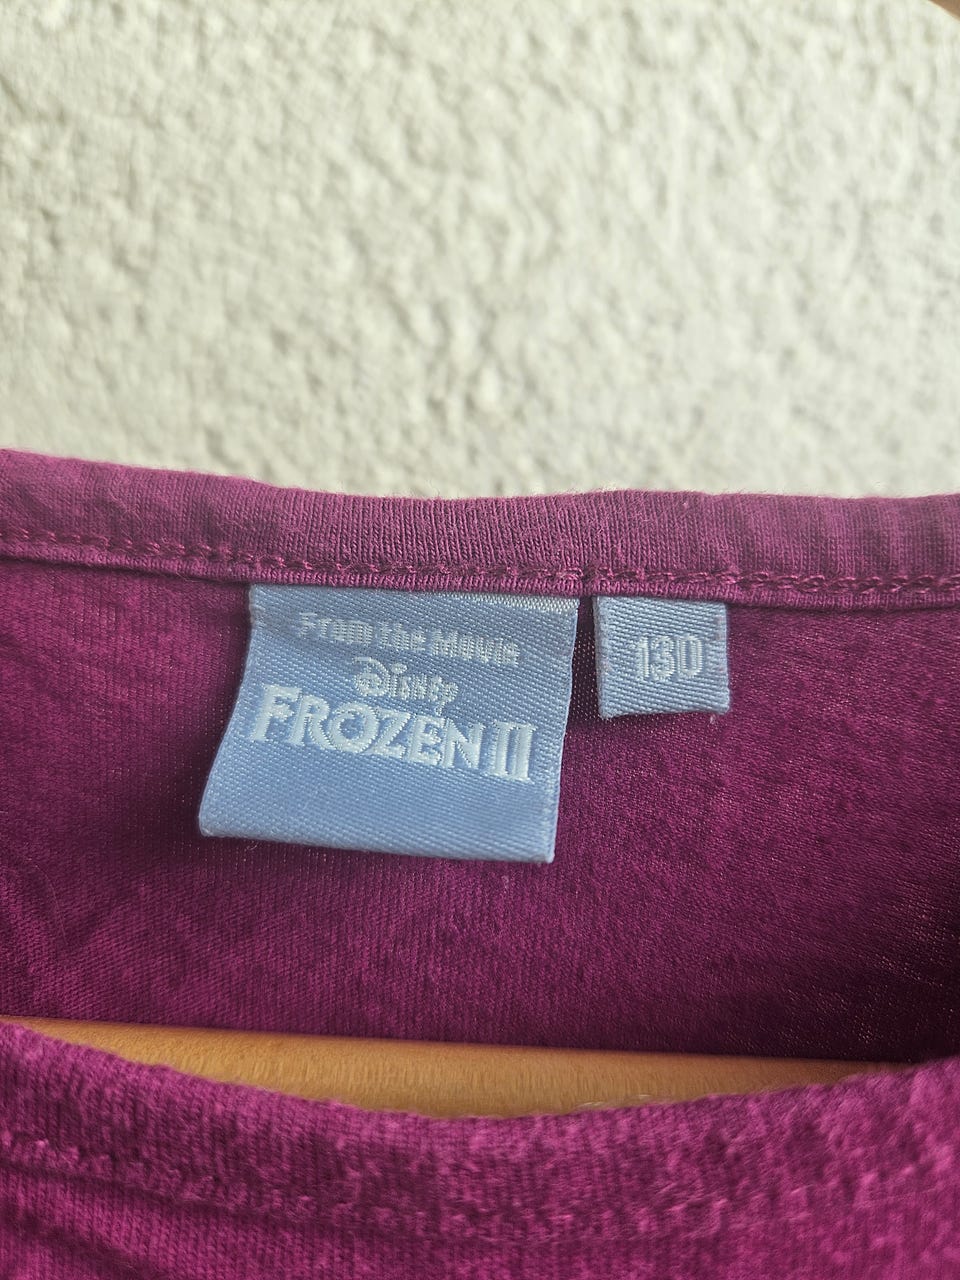 From the Movie
Disney
FROZEN II
130